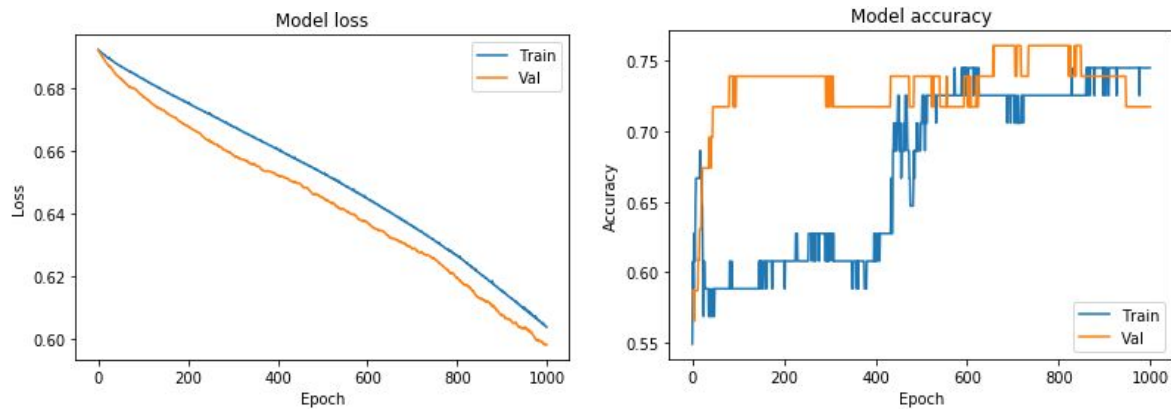 Model loss
Train
Val
0.68
0.66
0.64
0.62
0.60
Loss
0 200 400 600 800 1000
Epoch
Model accuracy
0.75
0.70
0.65
0.60
0.55
Accuracy
Train
Val
0 200 400 600 800 1000
Epoch